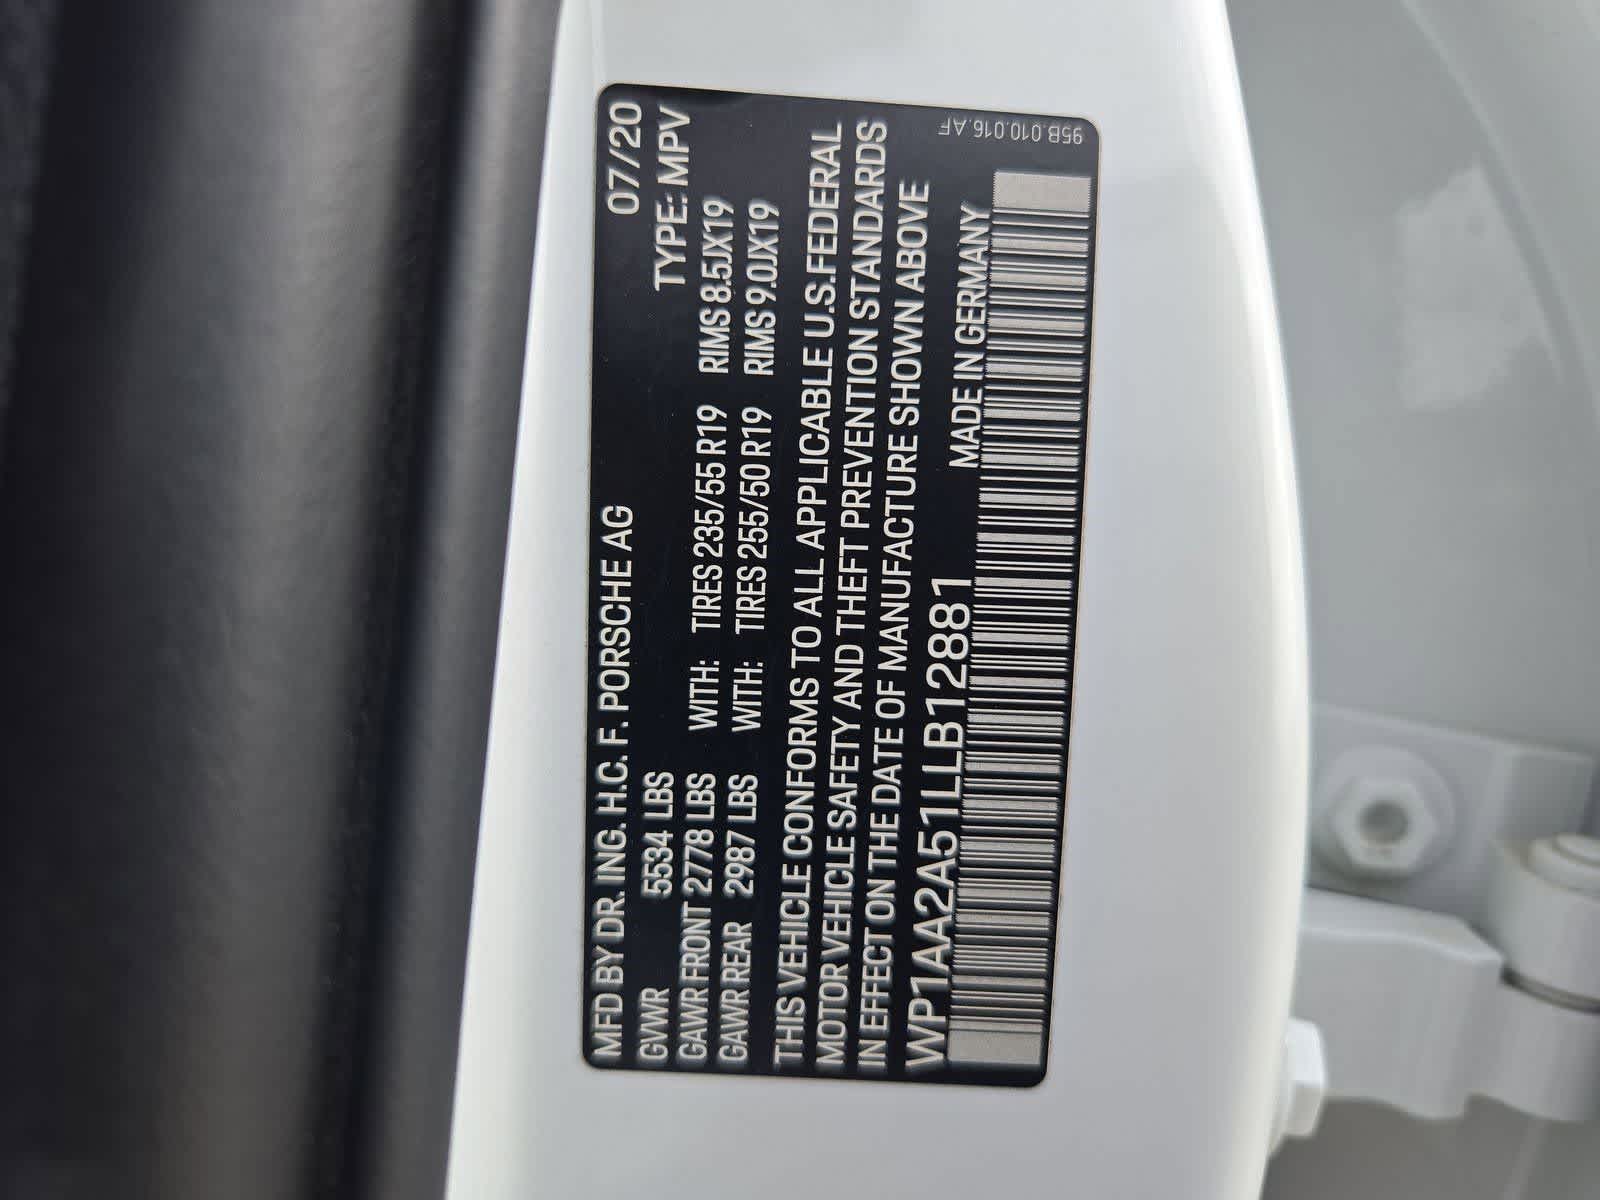 MFD BY DR. ING. H.C. F. PORSCHE AG 07/20
GVWR 5534 LBS TYPE: MPV
GAWR FRONT 2778 LBS WITH: TIRES 235/55 R19 RIMS 8.5JX19
GAWR REAR 2987 LBS WITH: TIRES 255/50 R19 RIMS 9.0JX19
THIS VEHICLE CONFORMS TO ALL APPLICABLE U.S.FEDERAL
MOTOR VEHICLE SAFETY AND THEFT PREVENTION STANDARDS
IN EFFECT ON THE DATE OF MANUFACTURE SHOWN ABOVE
WP1AA2A51LLB12881 MADE IN GERMANY
95B.010.016.AF